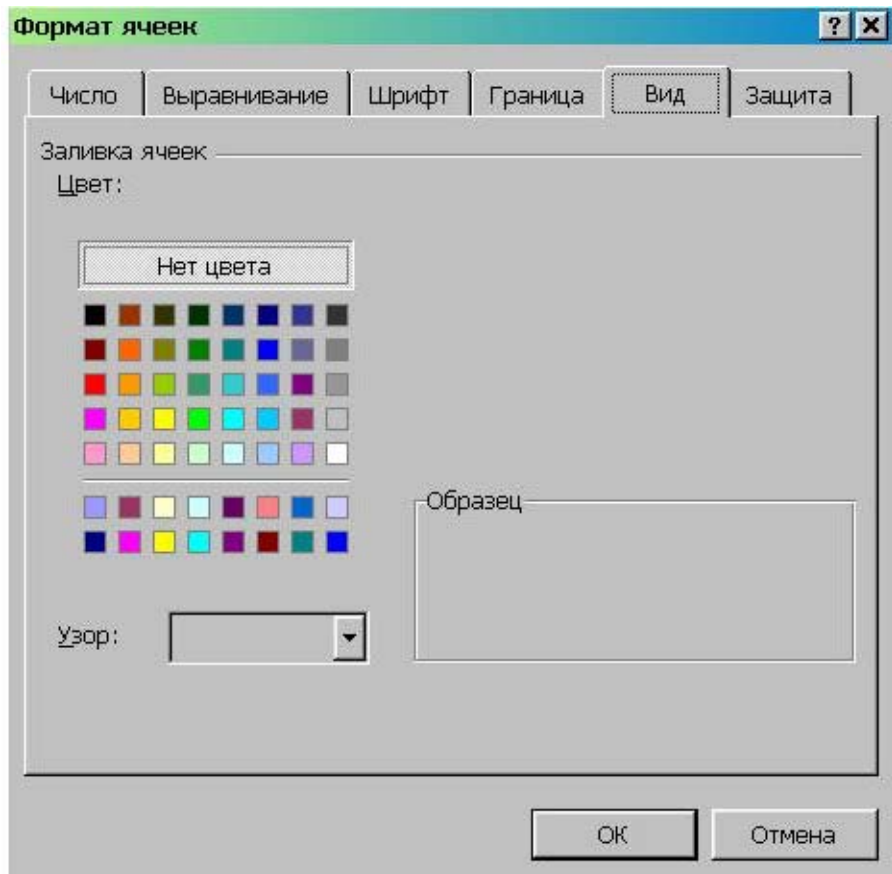 Формат ячеек
Число Выравнивание Шрифт Граница Вид Защита
Заливка ячеек
Цвет:
Нет цвета
Образец
Узор:
ОК Отмена